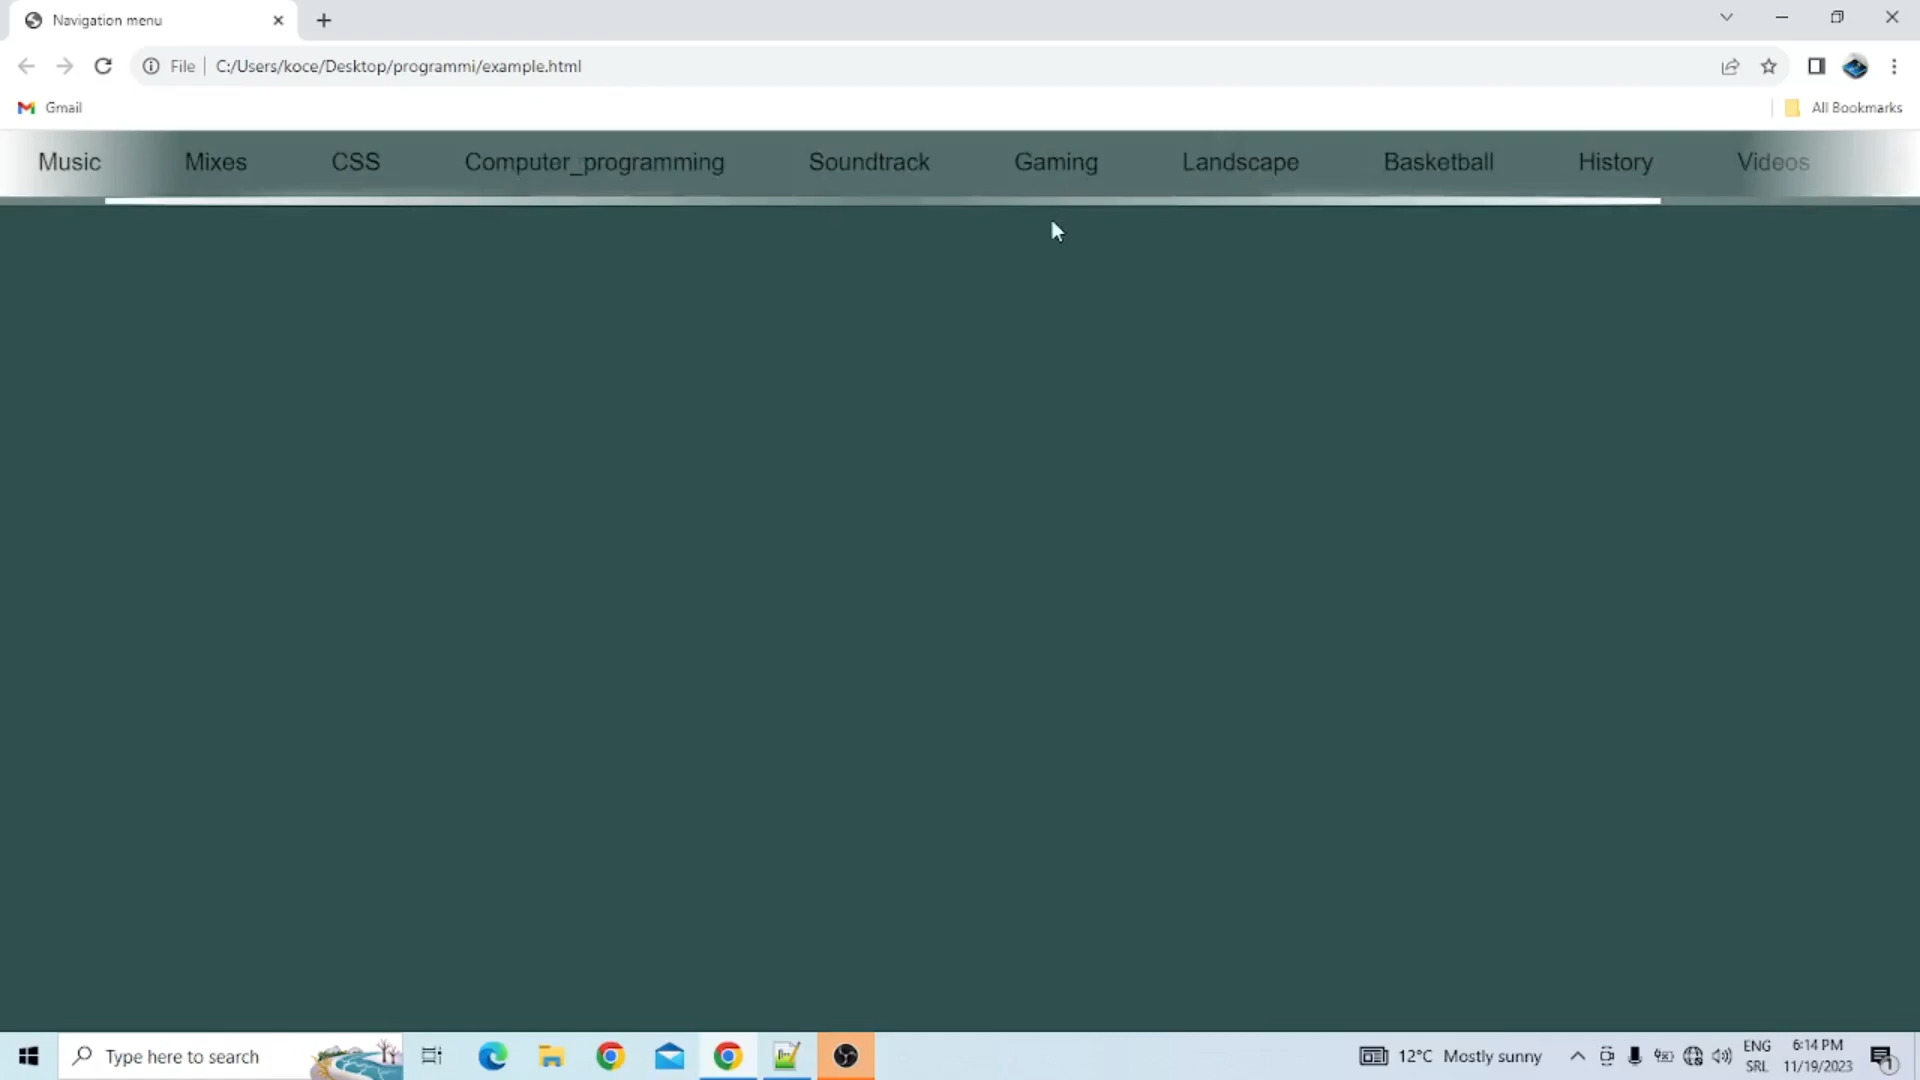 Navigation menu
File C:/Users/koce/Desktop/programmi/example.html
Gmail
All Bookmarks
Music Mixes CSS Computer_programming Soundtrack Gaming Landscape Basketball History Videos
Type here to search
12°C Mostly sunny
ENG
SRL
6:14 PM
11/19/2023
1